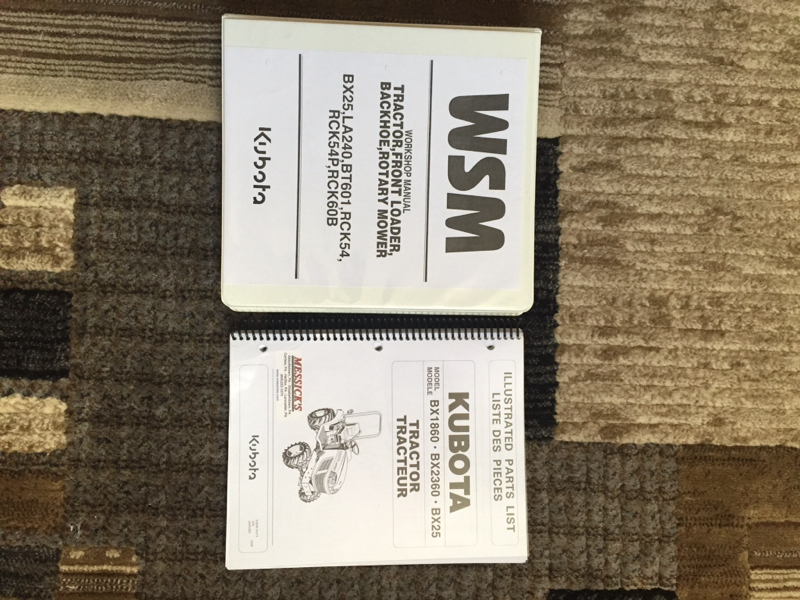 WSM
WORKSHOP MANUAL
TRACTOR,FRONT LOADER,
BACKHOE,ROTARY MOWER
BX25,LA240,BT601,RCK54,
RCK54P,RCK60B
Kubota
ILLUSTRATED PARTS LIST
LISTE DES PIECES
KUBOTA
MODEL
MODELE
BX1860 · BX2360 · BX25
TRACTOR
TRACTEUR
MESSICK'S
Kubota